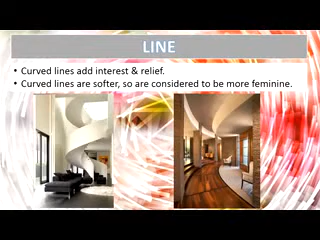 LINE
• Curved lines add interest & relief.
• Curved lines are softer, so are considered to be more feminine.